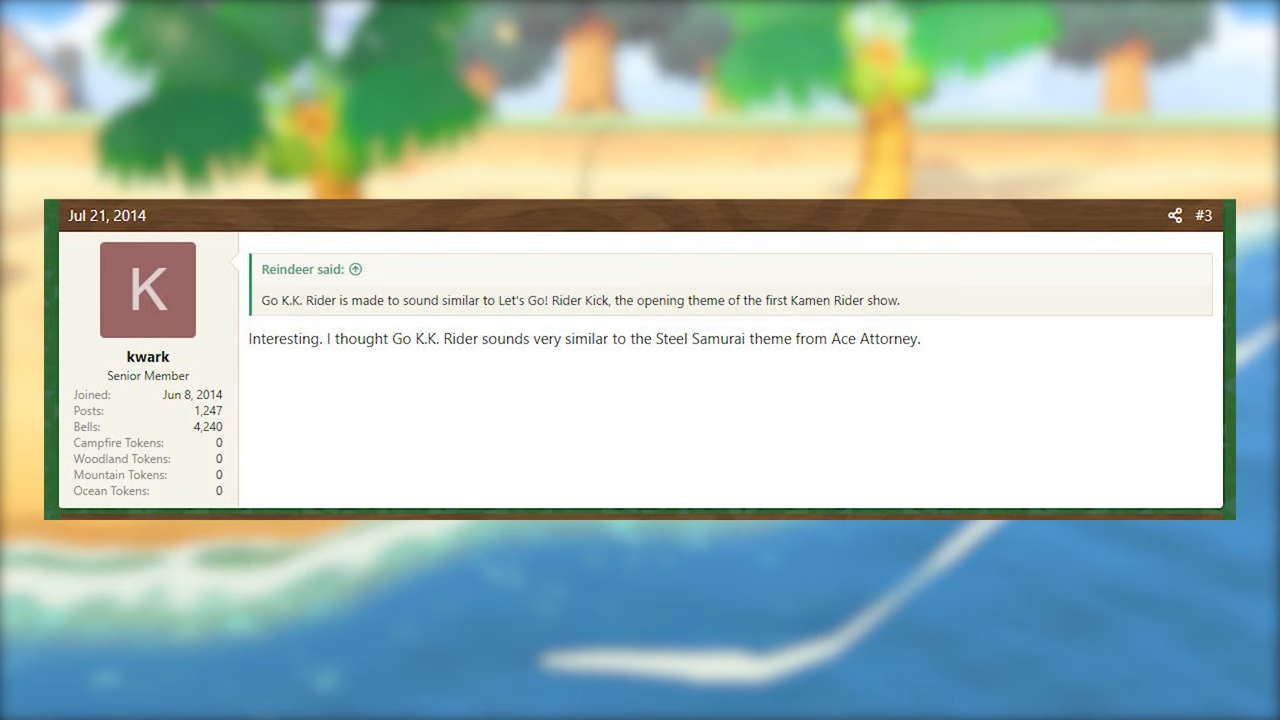 Jul 21, 2014
#3
K
kwark
Senior Member
Joined: Jun 8, 2014
Posts: 1,247
Bells: 4,240
Campfire Tokens: 0
Woodland Tokens: 0
Mountain Tokens: 0
Ocean Tokens: 0
Reindeer said:
Go K.K. Rider is made to sound similar to Let's Go! Rider Kick, the opening theme of the first Kamen Rider show.
Interesting. I thought Go K.K. Rider sounds very similar to the Steel Samurai theme from Ace Attorney.